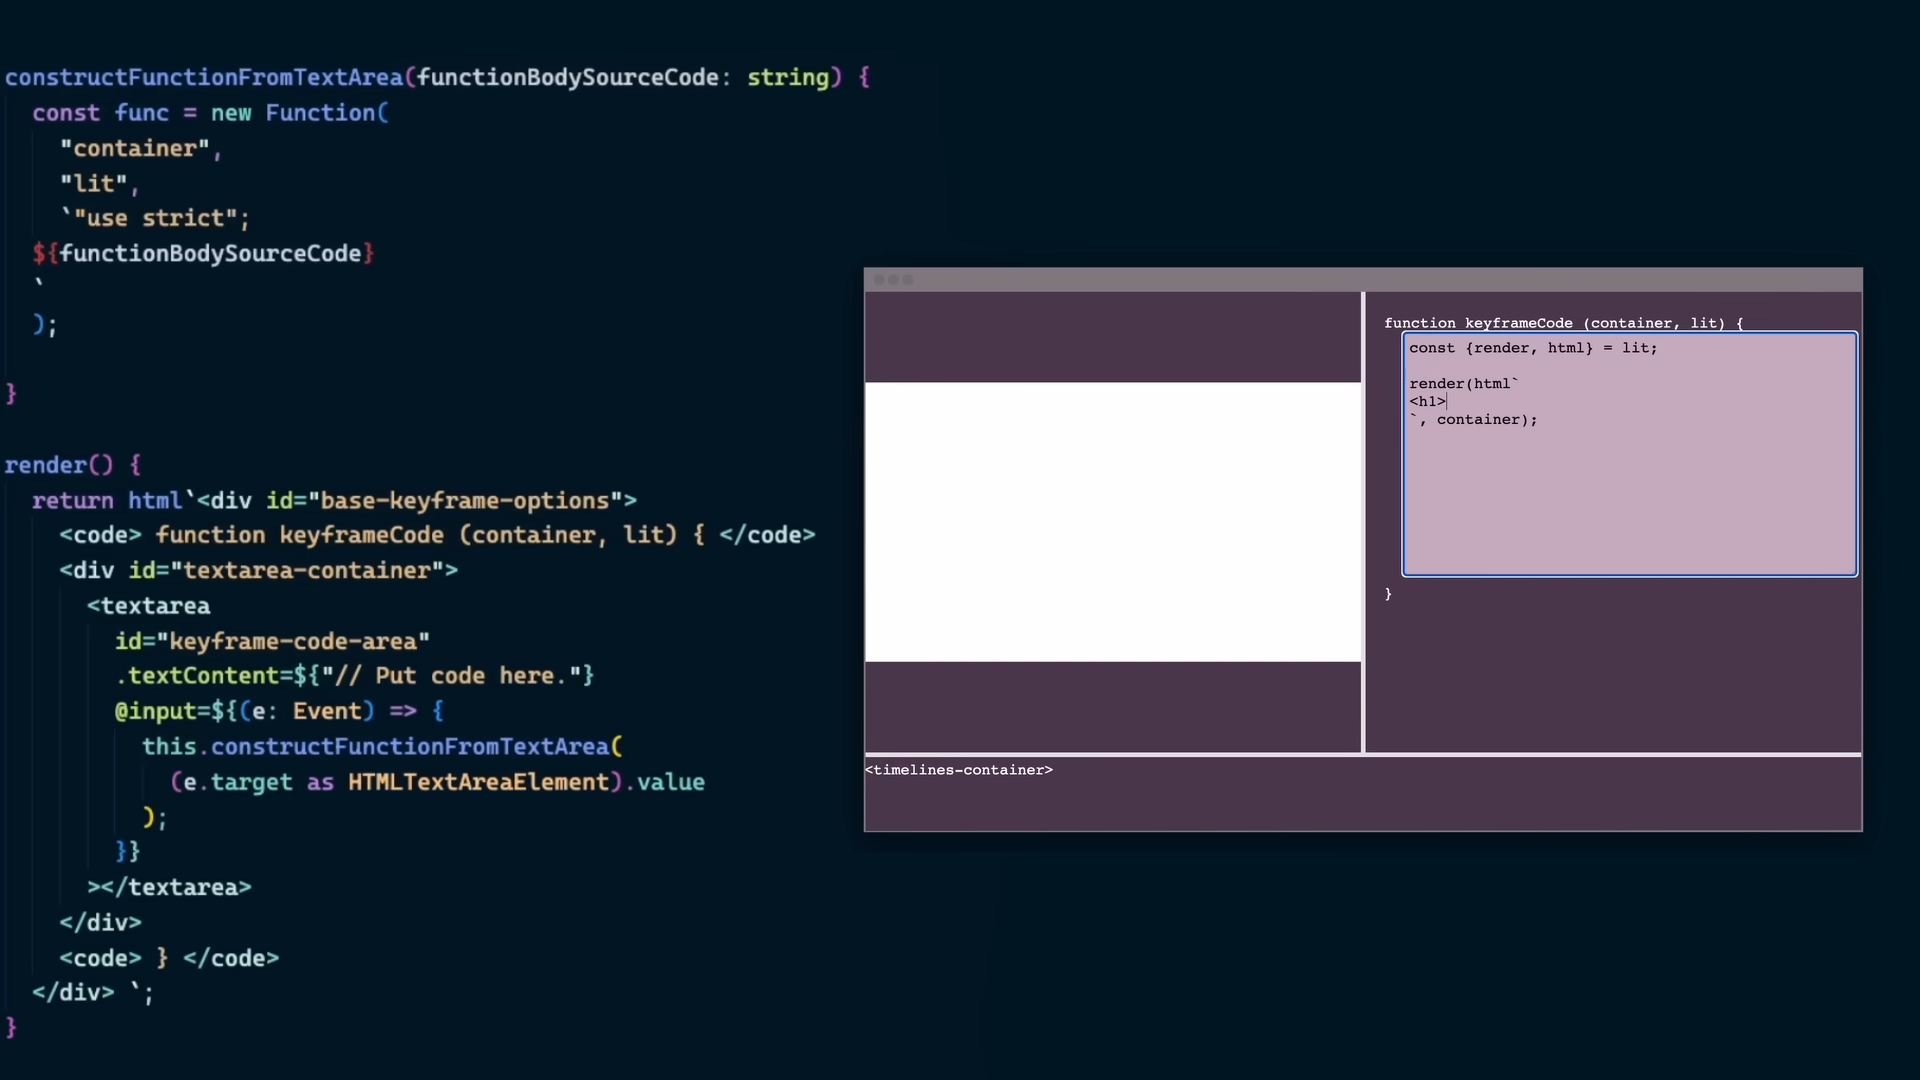 constructFunctionFromTextArea(functionBodySourceCode: string) {
  const func = new Function(
    "container",
    "lit",
    `"use strict";
  ${functionBodySourceCode}
  `
  );
}
render() {
  return html`<div id="base-keyframe-options">
    <code> function keyframeCode (container, lit) { </code>
    <div id="textarea-container">
      <textarea
        id="keyframe-code-area"
        .textContent=${"// Put code here."}
        @input=${(e: Event) => {
          this.constructFunctionFromTextArea(
            (e.target as HTMLTextAreaElement).value
          );
        }}
      ></textarea>
    </div>
    <code> } </code>
  </div> `;
}
function keyframeCode (container, lit) {
const {render, html} = lit;
render(html`
<h1>
`, container);
}
<timelines-container>